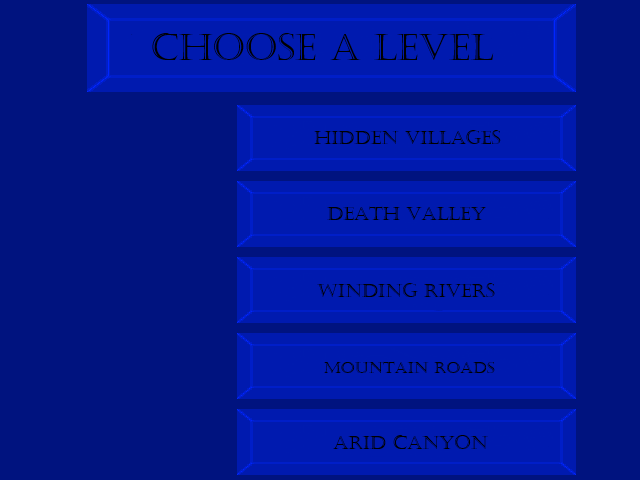 CHOOSE A LEVEL
HIDDEN VILLAGES
DEATH VALLEY
WINDING RIVERS
MOUNTAIN ROADS
ARID CANYON